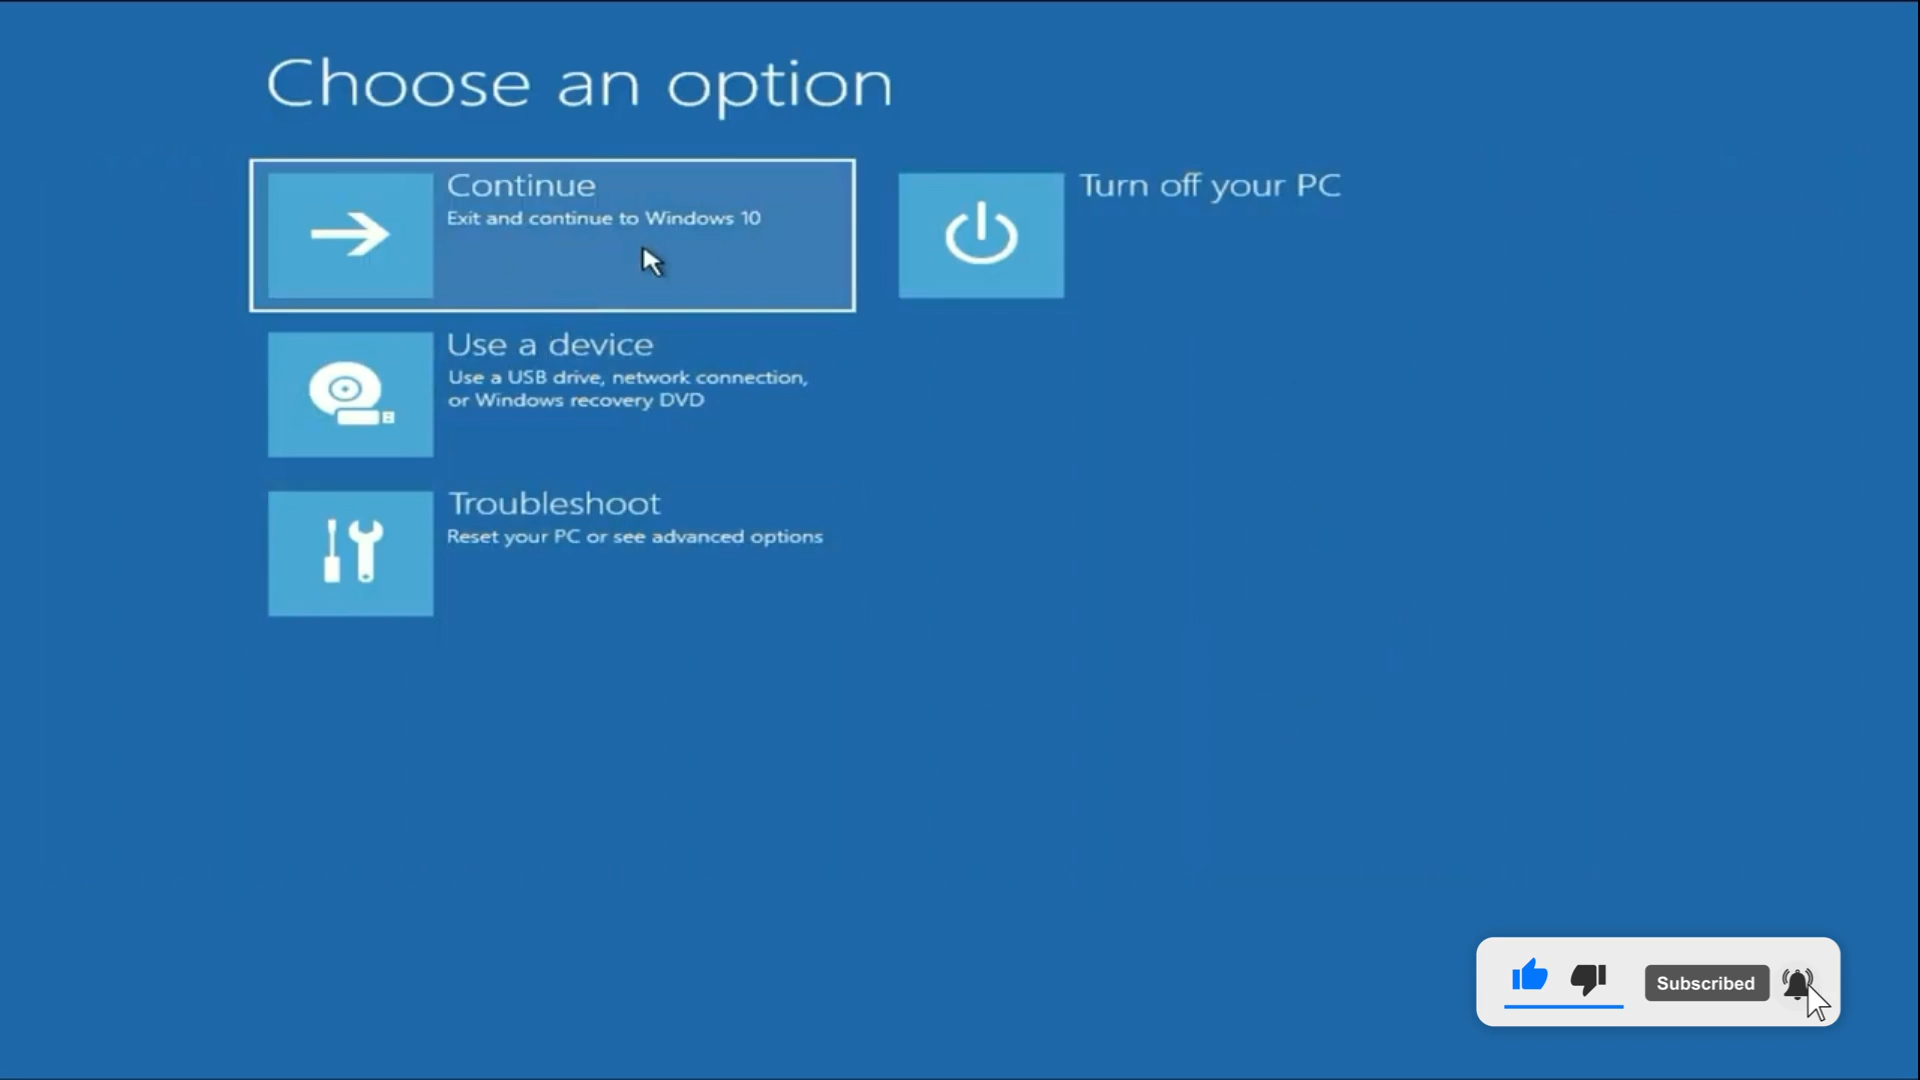 Choose an option
Continue
Exit and continue to Windows 10
Turn off your PC
Use a device
Use a USB drive, network connection,
or Windows recovery DVD
Troubleshoot
Reset your PC or see advanced options
Subscribed